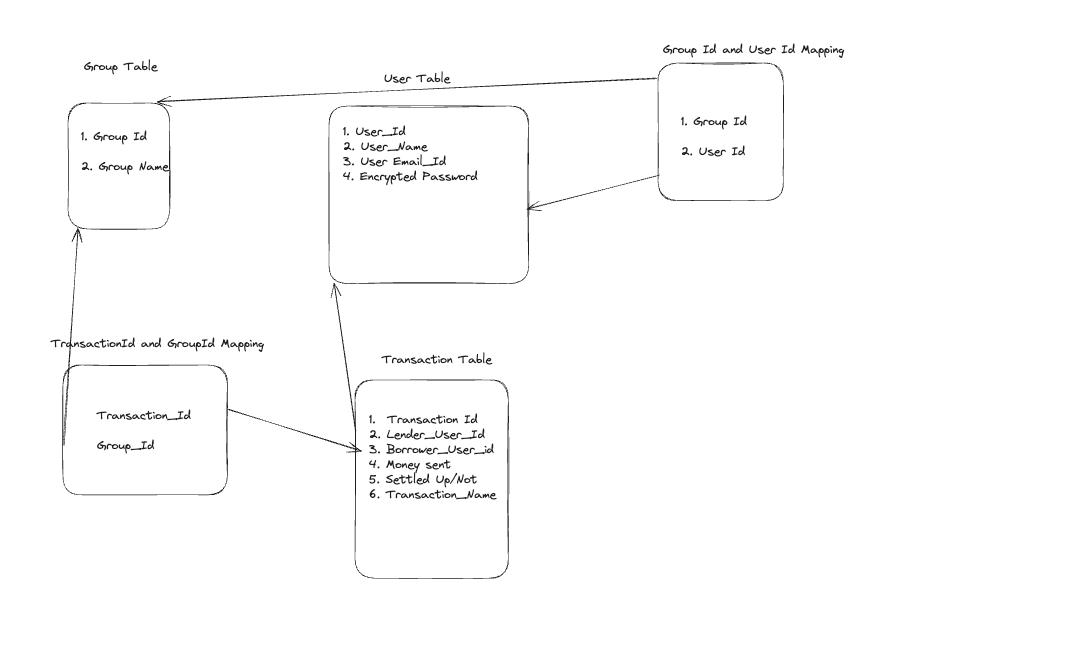 Group Table
1. Group Id
2. Group Name
User Table
1. User_Id
2. User_Name
3. User Email_Id
4. Encrypted Password
Group Id and User Id Mapping
1. Group Id
2. User Id
TransactionId and GroupId Mapping
Transaction_Id
Group_Id
Transaction Table
1. Transaction Id
2. Lender_User_Id
3. Borrower_User_id
4. Money sent
5. Settled Up/Not
6. Transaction_Name